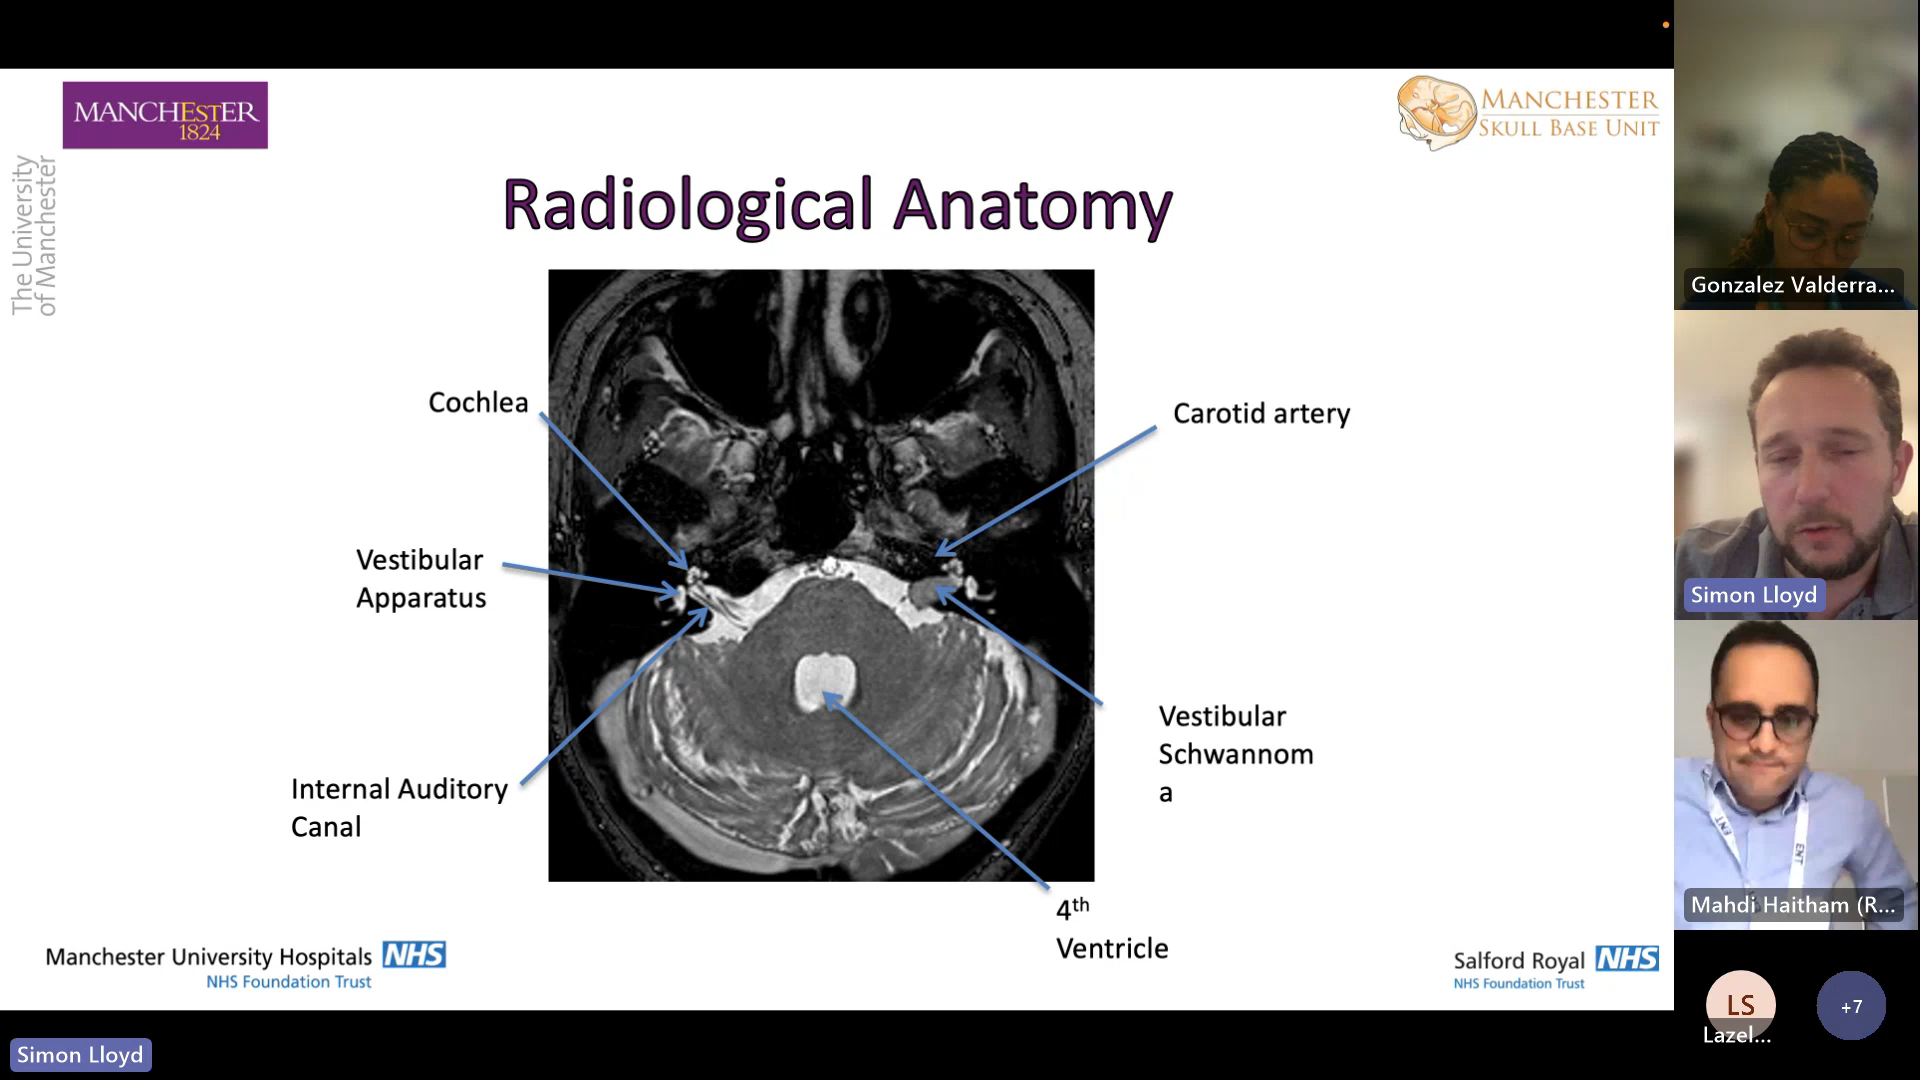 MANCHESTER
1824
The University
of Manchester
MANCHESTER
SKULL BASE UNIT
Radiological Anatomy
Cochlea
Carotid artery
Vestibular
Apparatus
Internal Auditory
Canal
Vestibular
Schwannom
a
4th
Ventricle
Manchester University Hospitals NHS
NHS Foundation Trust
Salford Royal NHS
NHS Foundation Trust
Simon Lloyd
Gonzalez Valderra...
Simon Lloyd
ENT
ENT
Mahdi Haitham (R...
LS
Lazel...
+7